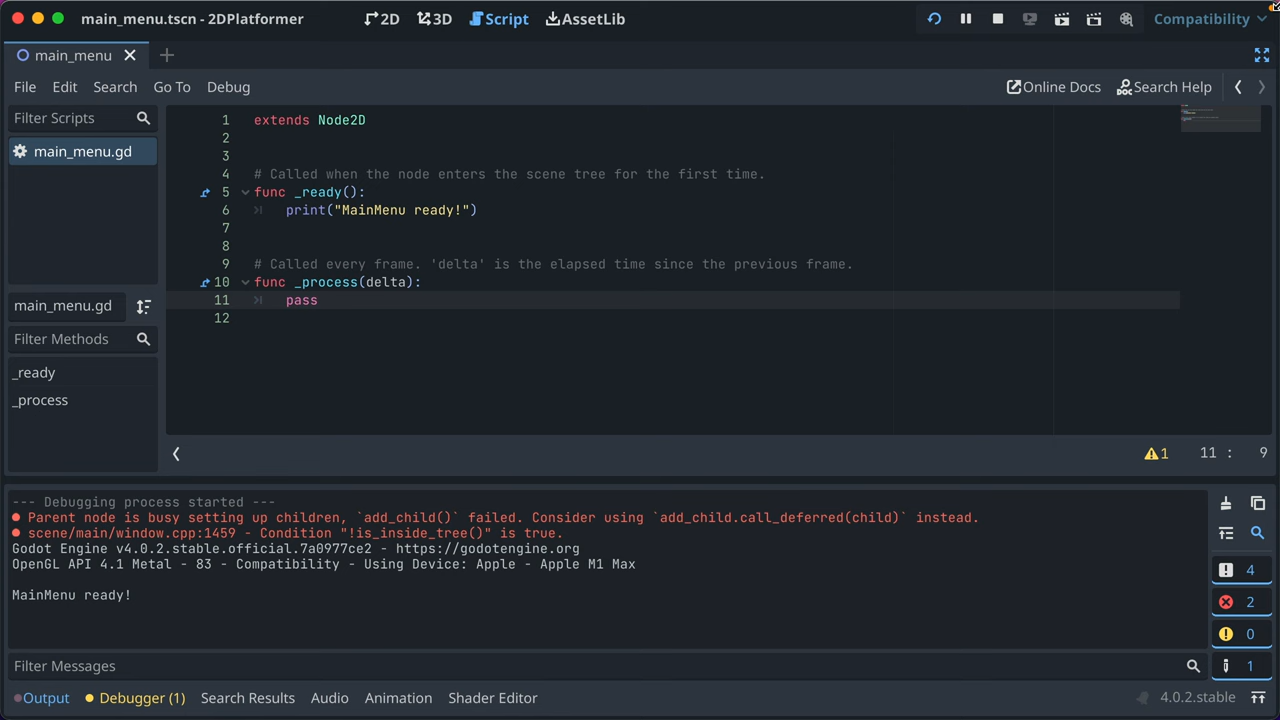 main_menu.tscn - 2DPlatformer
2D
3D
Script
AssetLib
Compatibility
main_menu
File
Edit
Search
Go To
Debug
Online Docs
Search Help
Filter Scripts
main_menu.gd
main_menu.gd
Filter Methods
_ready
_process
1 extends Node2D
2
3
4 # Called when the node enters the scene tree for the first time.
5 func _ready():
6 print("MainMenu ready!")
7
8
9 # Called every frame. 'delta' is the elapsed time since the previous frame.
10 func _process(delta):
11 pass
12
1
11 : 9
--- Debugging process started ---
Parent node is busy setting up children, `add_child()` failed. Consider using `add_child.call_deferred(child)` instead.
scene/main/window.cpp:1459 - Condition "!is_inside_tree()" is true.
Godot Engine v4.0.2.stable.official.7a0977ce2 - https://godotengine.org
OpenGL API 4.1 Metal - 83 - Compatibility - Using Device: Apple - Apple M1 Max
MainMenu ready!
4
2
0
1
Filter Messages
Output
Debugger (1)
Search Results
Audio
Animation
Shader Editor
4.0.2.stable